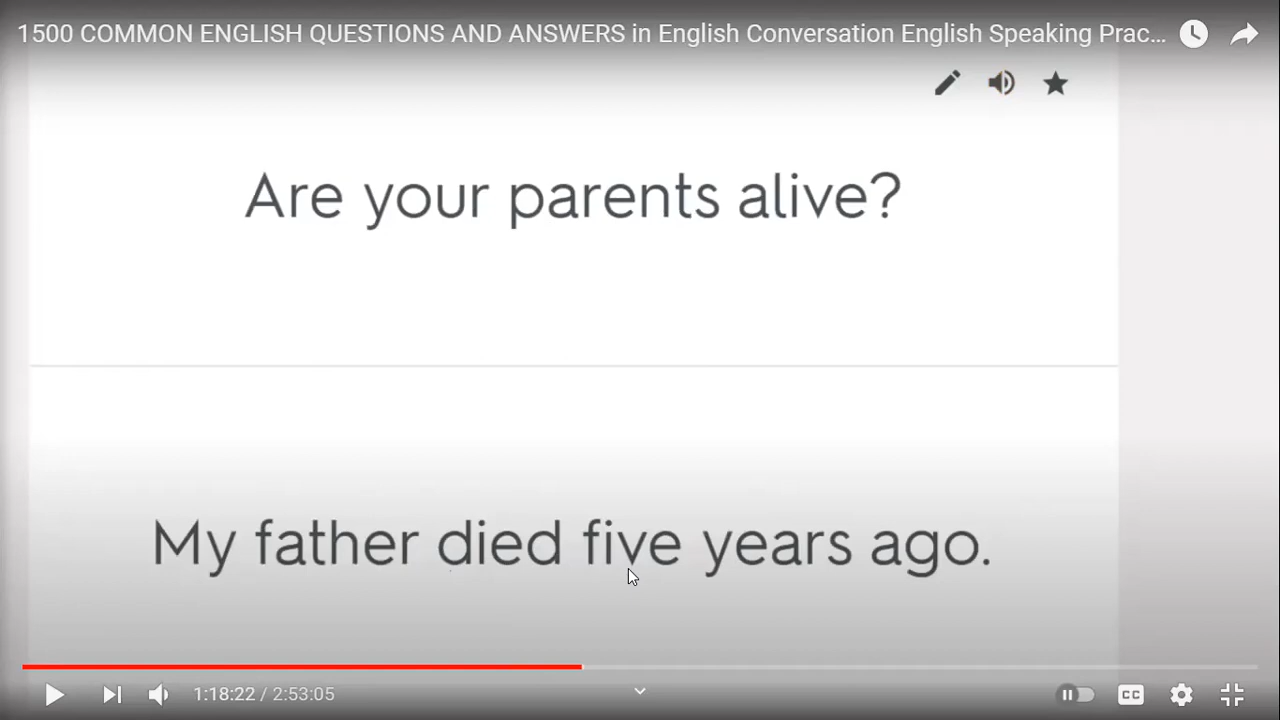 1500 COMMON ENGLISH QUESTIONS AND ANSWERS in English Conversation English Speaking Prac...
Are your parents alive?
My father died five years ago.
1:18:22 / 2:53:05
CC